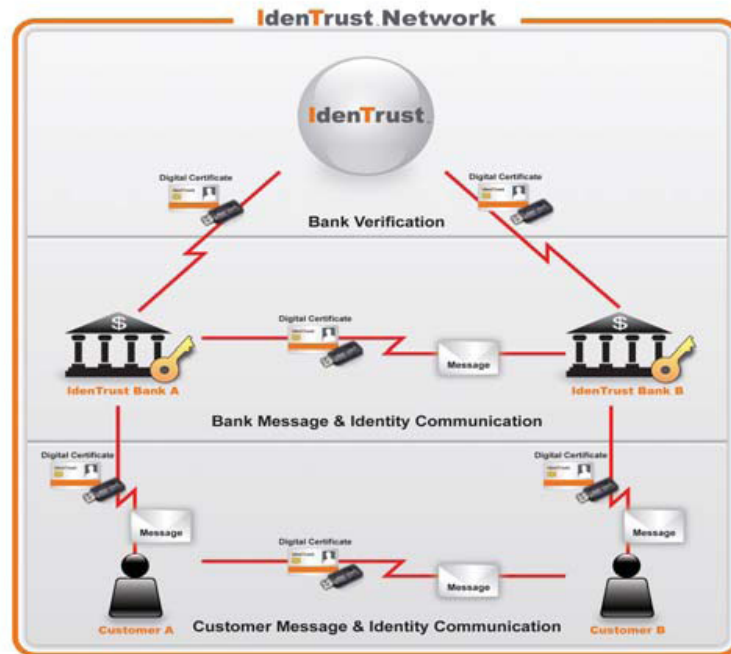 IdenTrust Network
IdenTrust
Digital Certificate
Digital Certificate
Bank Verification
Digital Certificate
Message
IdenTrust Bank A
IdenTrust Bank B
Bank Message & Identity Communication
Digital Certificate
Digital Certificate
Message
Message
Digital Certificate
Message
Customer A
Customer B
Customer Message & Identity Communication